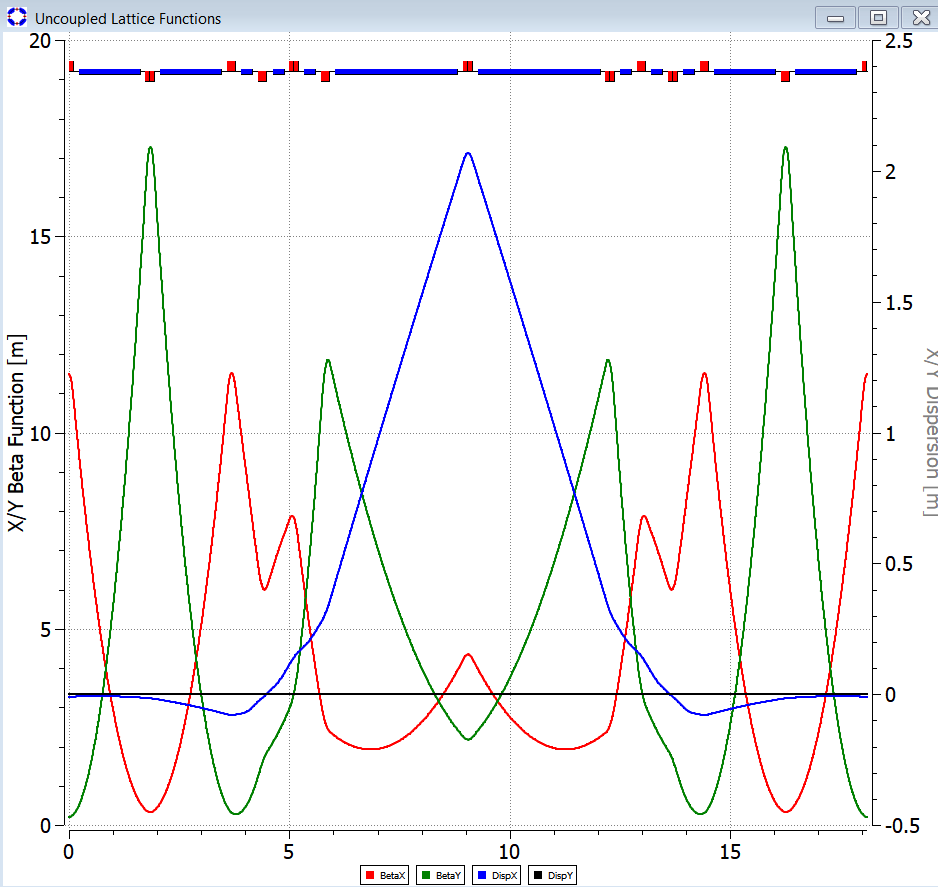 Uncoupled Lattice Functions
20
15
10
5
0
X/Y Beta Function [m]
2.5
2
1.5
1
0.5
0
-0.5
X/Y Dispersion [m]
0 5 10 15
BetaX BetaY DispX DispY